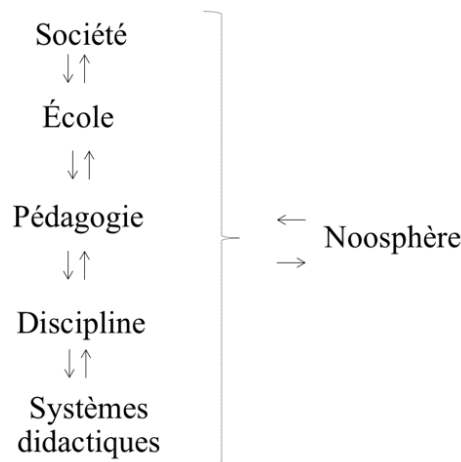 Société
École
Pédagogie
Noosphère
Discipline
Systèmes
didactiques